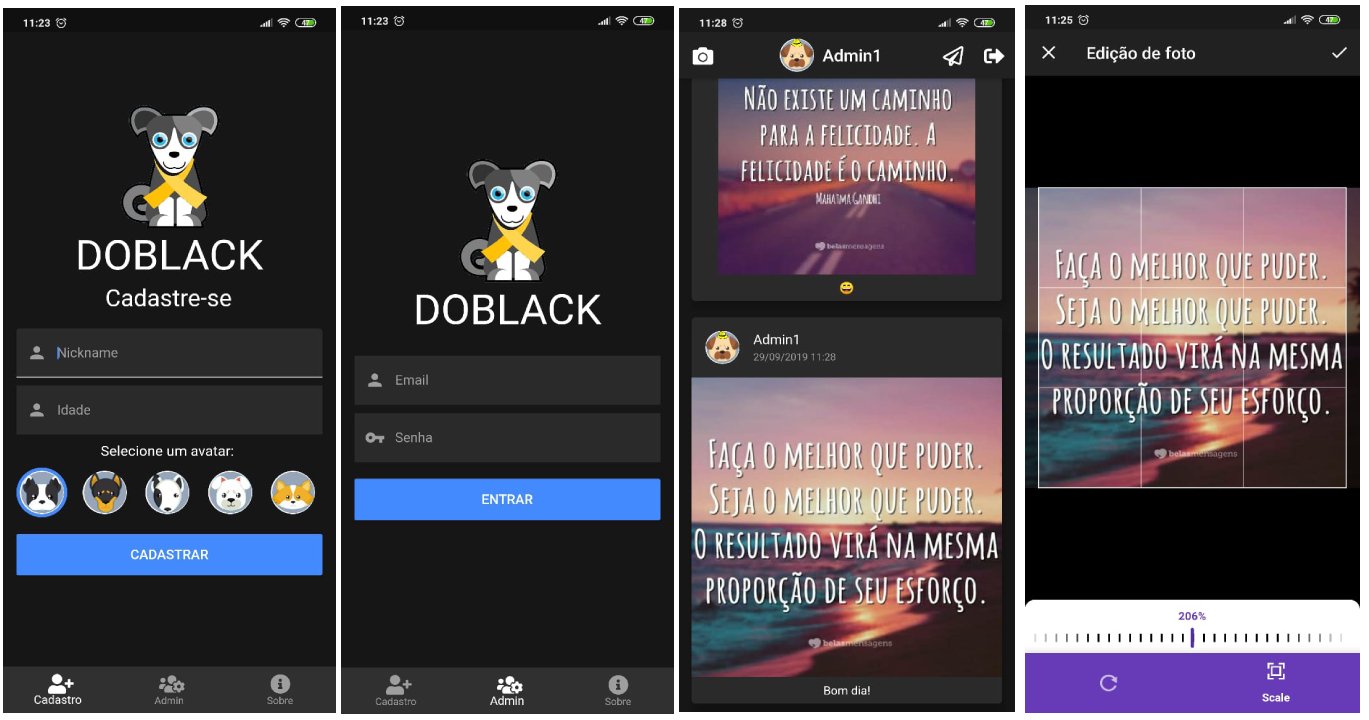 11:23
47
DOBLACK
Cadastre-se
Nickname
Idade
Selecione um avatar:
CADASTRAR
Cadastro
Admin
Sobre
11:23
47
DOBLACK
Email
Senha
ENTRAR
Cadastro
Admin
Sobre
11:28
47
Admin1
NÃO EXISTE UM CAMINHO
PARA A FELICIDADE. A
FELICIDADE É O CAMINHO.
MAHATMA GANDHI
belasmensagens
Admin1
29/09/2019 11:28
FAÇA O MELHOR QUE PUDER.
SEJA O MELHOR QUE PUDER.
O RESULTADO VIRÁ NA MESMA
PROPORÇÃO DE SEU ESFORÇO.
belasmensagens
Bom dia!
11:25
47
Edição de foto
FAÇA O MELHOR QUE PUDER.
SEJA O MELHOR QUE PUDER.
O RESULTADO VIRÁ NA MESMA
PROPORÇÃO DE SEU ESFORÇO.
belasmensagens
206%
Scale